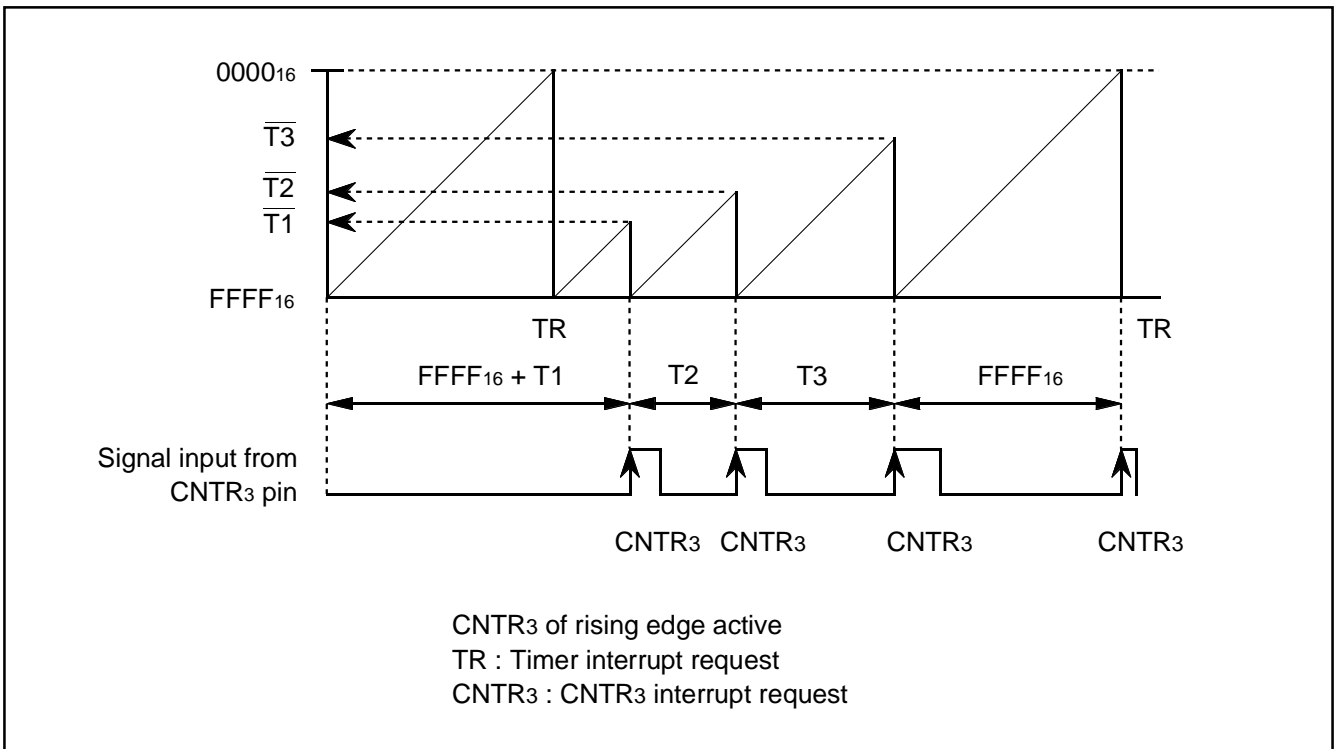 0000₁₆
T3
T2
T1
FFFF₁₆
TR
TR
FFFF₁₆ + T1
T2
T3
FFFF₁₆
Signal input from
CNTR₃ pin
CNTR₃
CNTR₃
CNTR₃
CNTR₃
CNTR₃ of rising edge active
TR : Timer interrupt request
CNTR₃ : CNTR₃ interrupt request